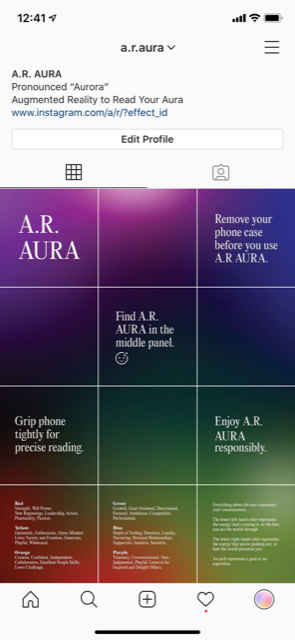 12:41
a.r.aura
A.R. AURA
Pronounced “Aurora”
Augmented Reality to Read Your Aura
www.instagram.com/a/r/?effect_id
Edit Profile
A.R.
AURA
Remove your
phone case
before you use
A.R AURA.
Find A.R.
AURA in the
middle panel.
Grip phone
tightly for
precise reading.
Enjoy A.R.
AURA
responsibly.
Red
Strength, Will Power,
New Beginnings, Leadership, Action,
Practicality, Passion.
Yellow
Optimistic, Enthusiastic, Open-Minded,
Loves Variety and Freedom, Generous,
Playful, Whimsical.
Orange
Creative, Confident, Independent,
Collaborative, Excellent People Skills,
Loves Challenge.
Green
Growth, Goal-Oriented, Determined,
Focused, Ambitious, Competitive,
Perfectionist.
Blue
Depth of Feeling, Devotion, Loyalty,
Nurturing, Personal Relationships,
Supportive, Intuitive, Sensitive.
Purple
Visionary, Unconventional, Non-
Judgmental, Playful, Loves to be
Inspired and Delight Others.
Everything above the face represents
your consciousness.
The lower left-hand color represents
the energy that's coming in, or the how
you see the world through.
The lower right-hand color represents
the energy that you're putting out, or
how the world perceives you.
An arch represents a goal or an
aspiration.